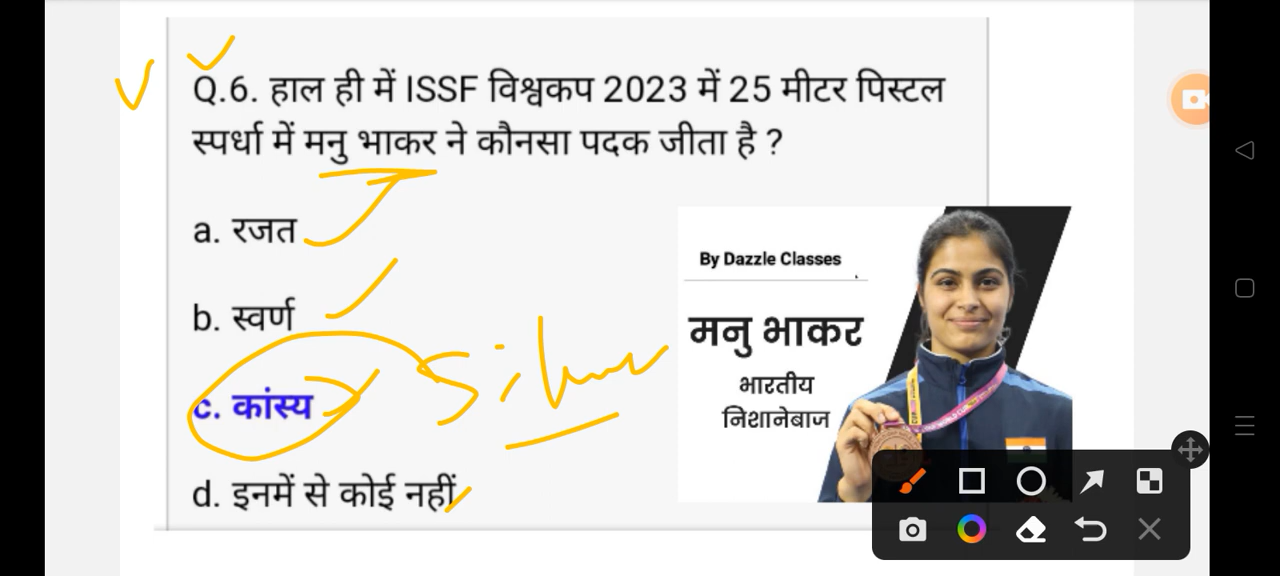 Q.6. हाल ही में ISSF विश्वकप 2023 में 25 मीटर पिस्टल
स्पर्धा में मनु भाकर ने कौनसा पदक जीता है ?
a. रजत
b. स्वर्ण
c. कांस्य
Silver
d. इनमें से कोई नहीं
By Dazzle Classes
मनु भाकर
भारतीय
निशानेबाज